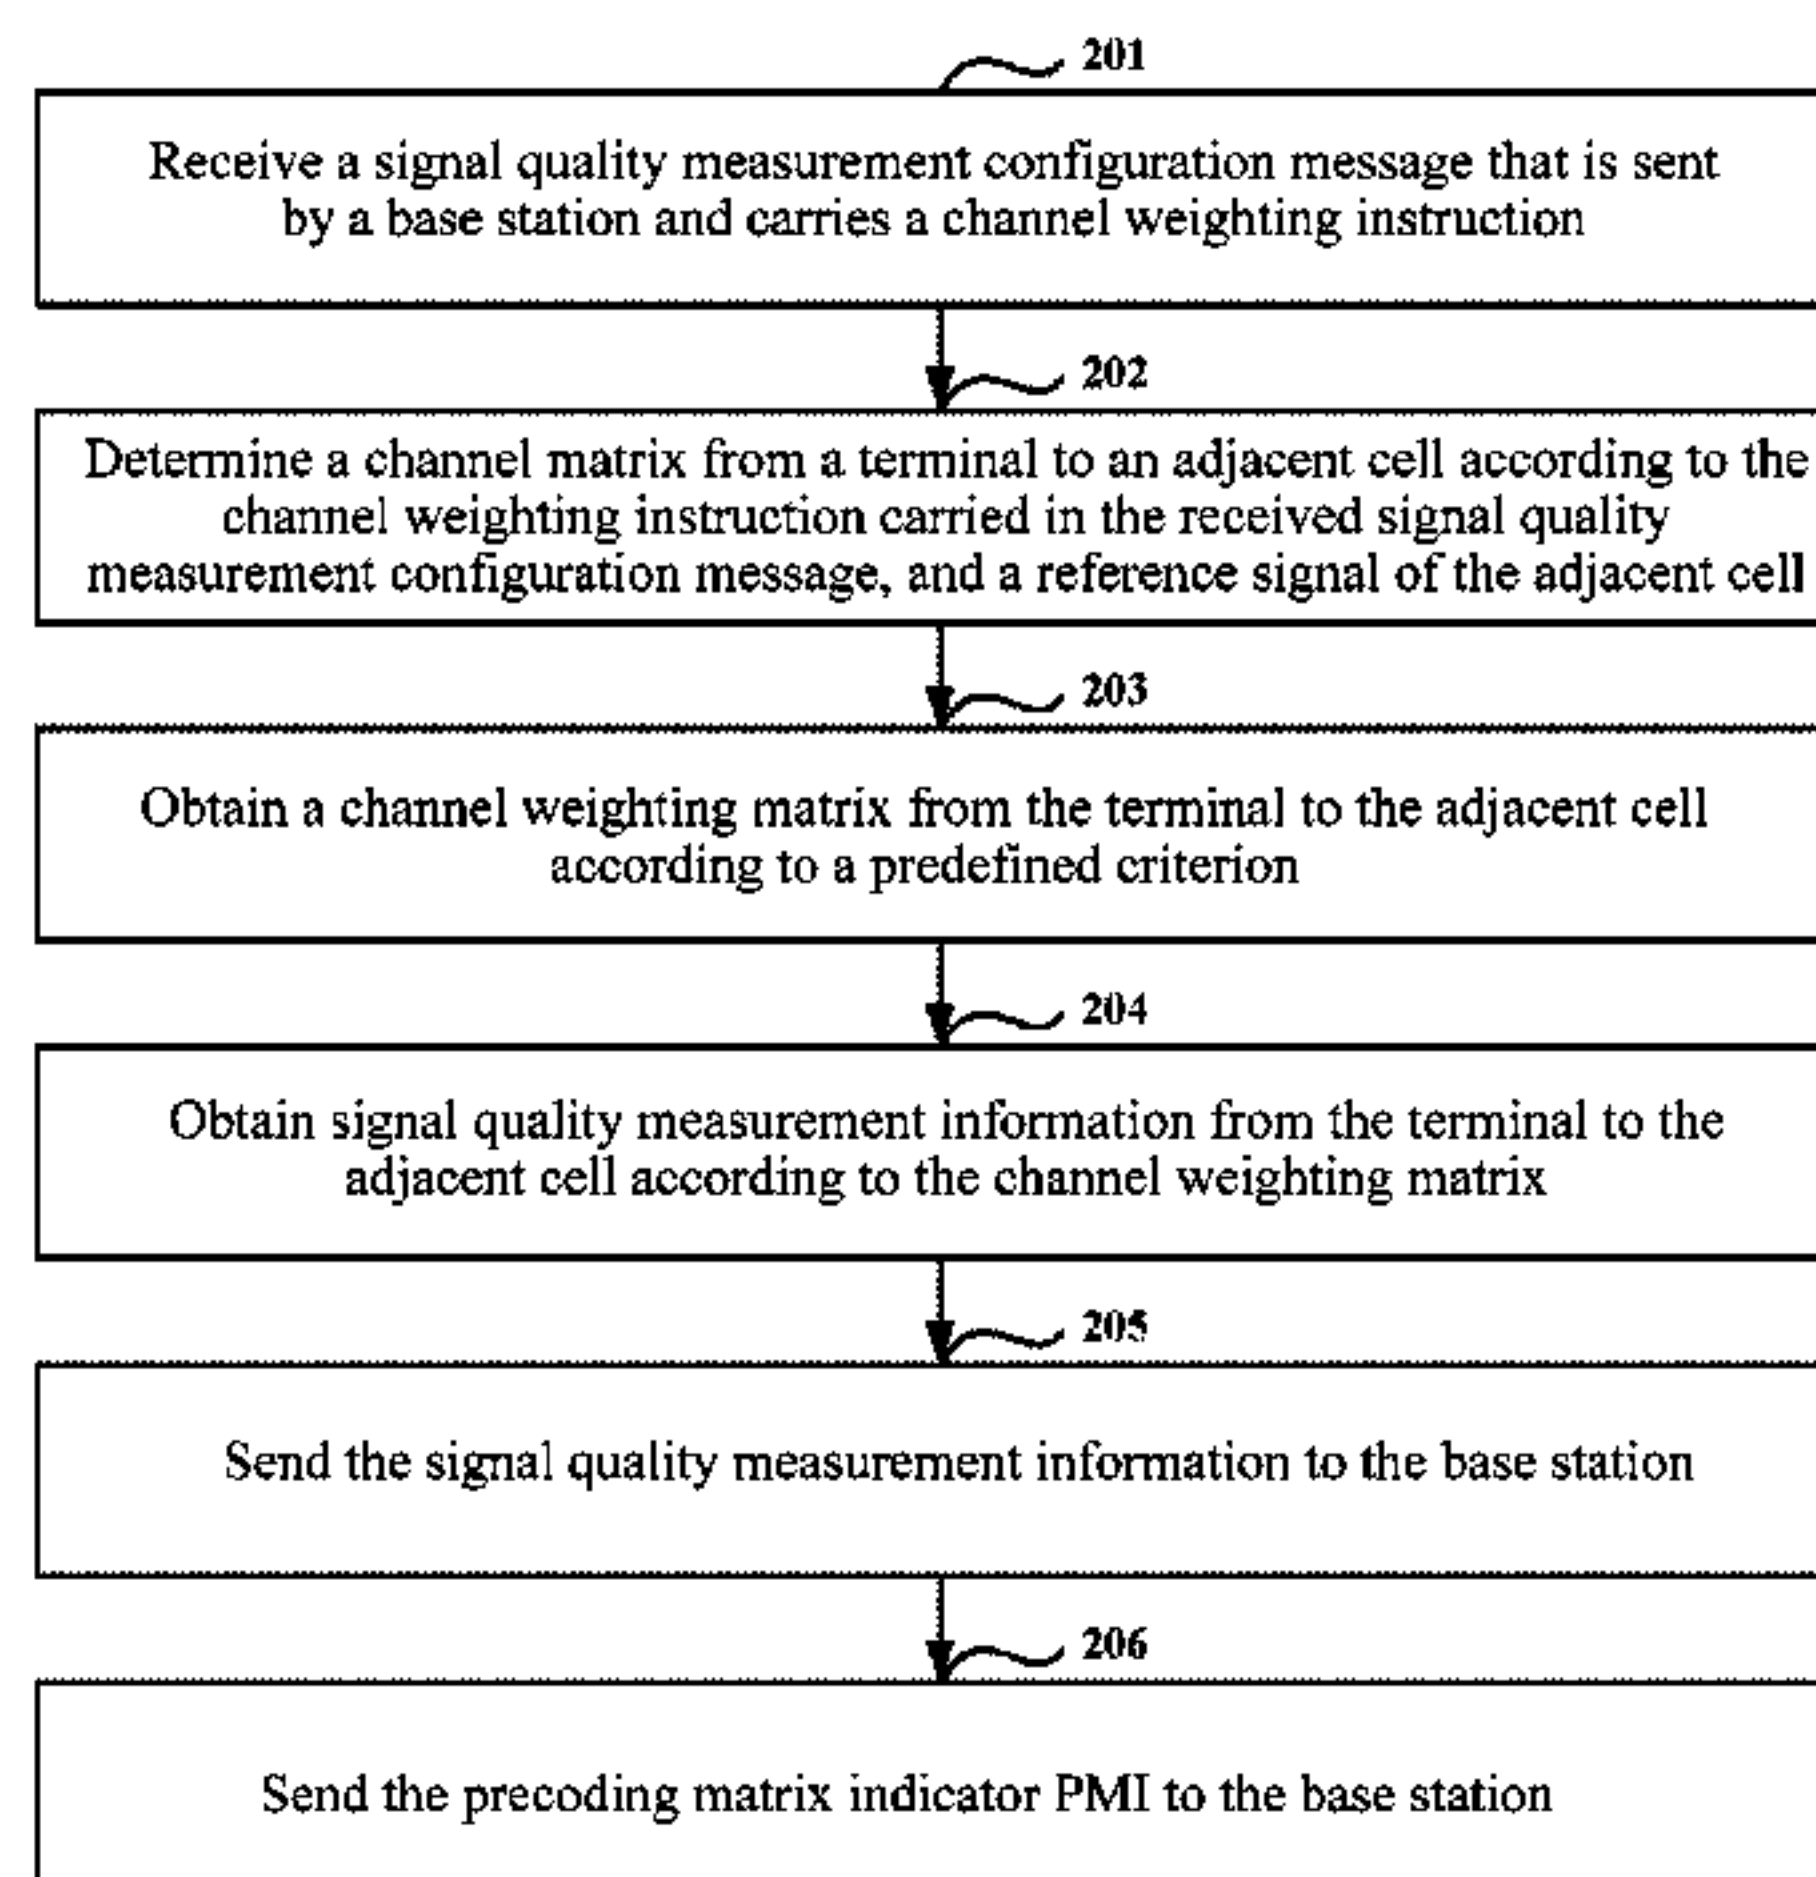 201
Receive a signal quality measurement configuration message that is sent
by a base station and carries a channel weighting instruction
202
Determine a channel matrix from a terminal to an adjacent cell according to the
channel weighting instruction carried in the received signal quality
measurement configuration message, and a reference signal of the adjacent cell
203
Obtain a channel weighting matrix from the terminal to the adjacent cell
according to a predefined criterion
204
Obtain signal quality measurement information from the terminal to the
adjacent cell according to the channel weighting matrix
205
Send the signal quality measurement information to the base station
206
Send the precoding matrix indicator PMI to the base station